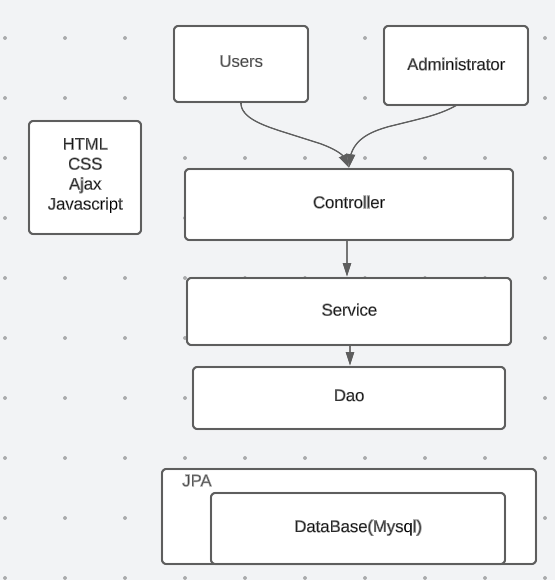 Users
Administrator
HTML
CSS
Ajax
Javascript
Controller
Service
Dao
JPA
DataBase(Mysql)